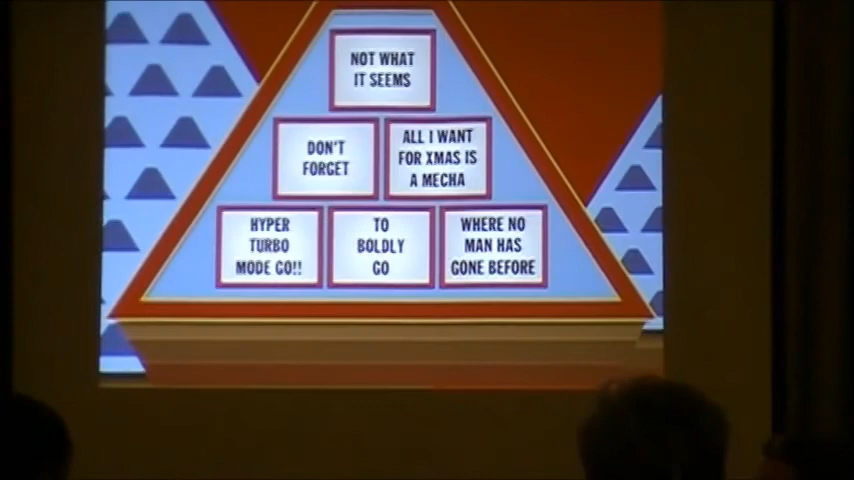 NOT WHAT
IT SEEMS
DON'T
FORGET
ALL I WANT
FOR XMAS IS
A MECHA
HYPER
TURBO
MODE GO!!
TO
BOLDLY
GO
WHERE NO
MAN HAS
GONE BEFORE